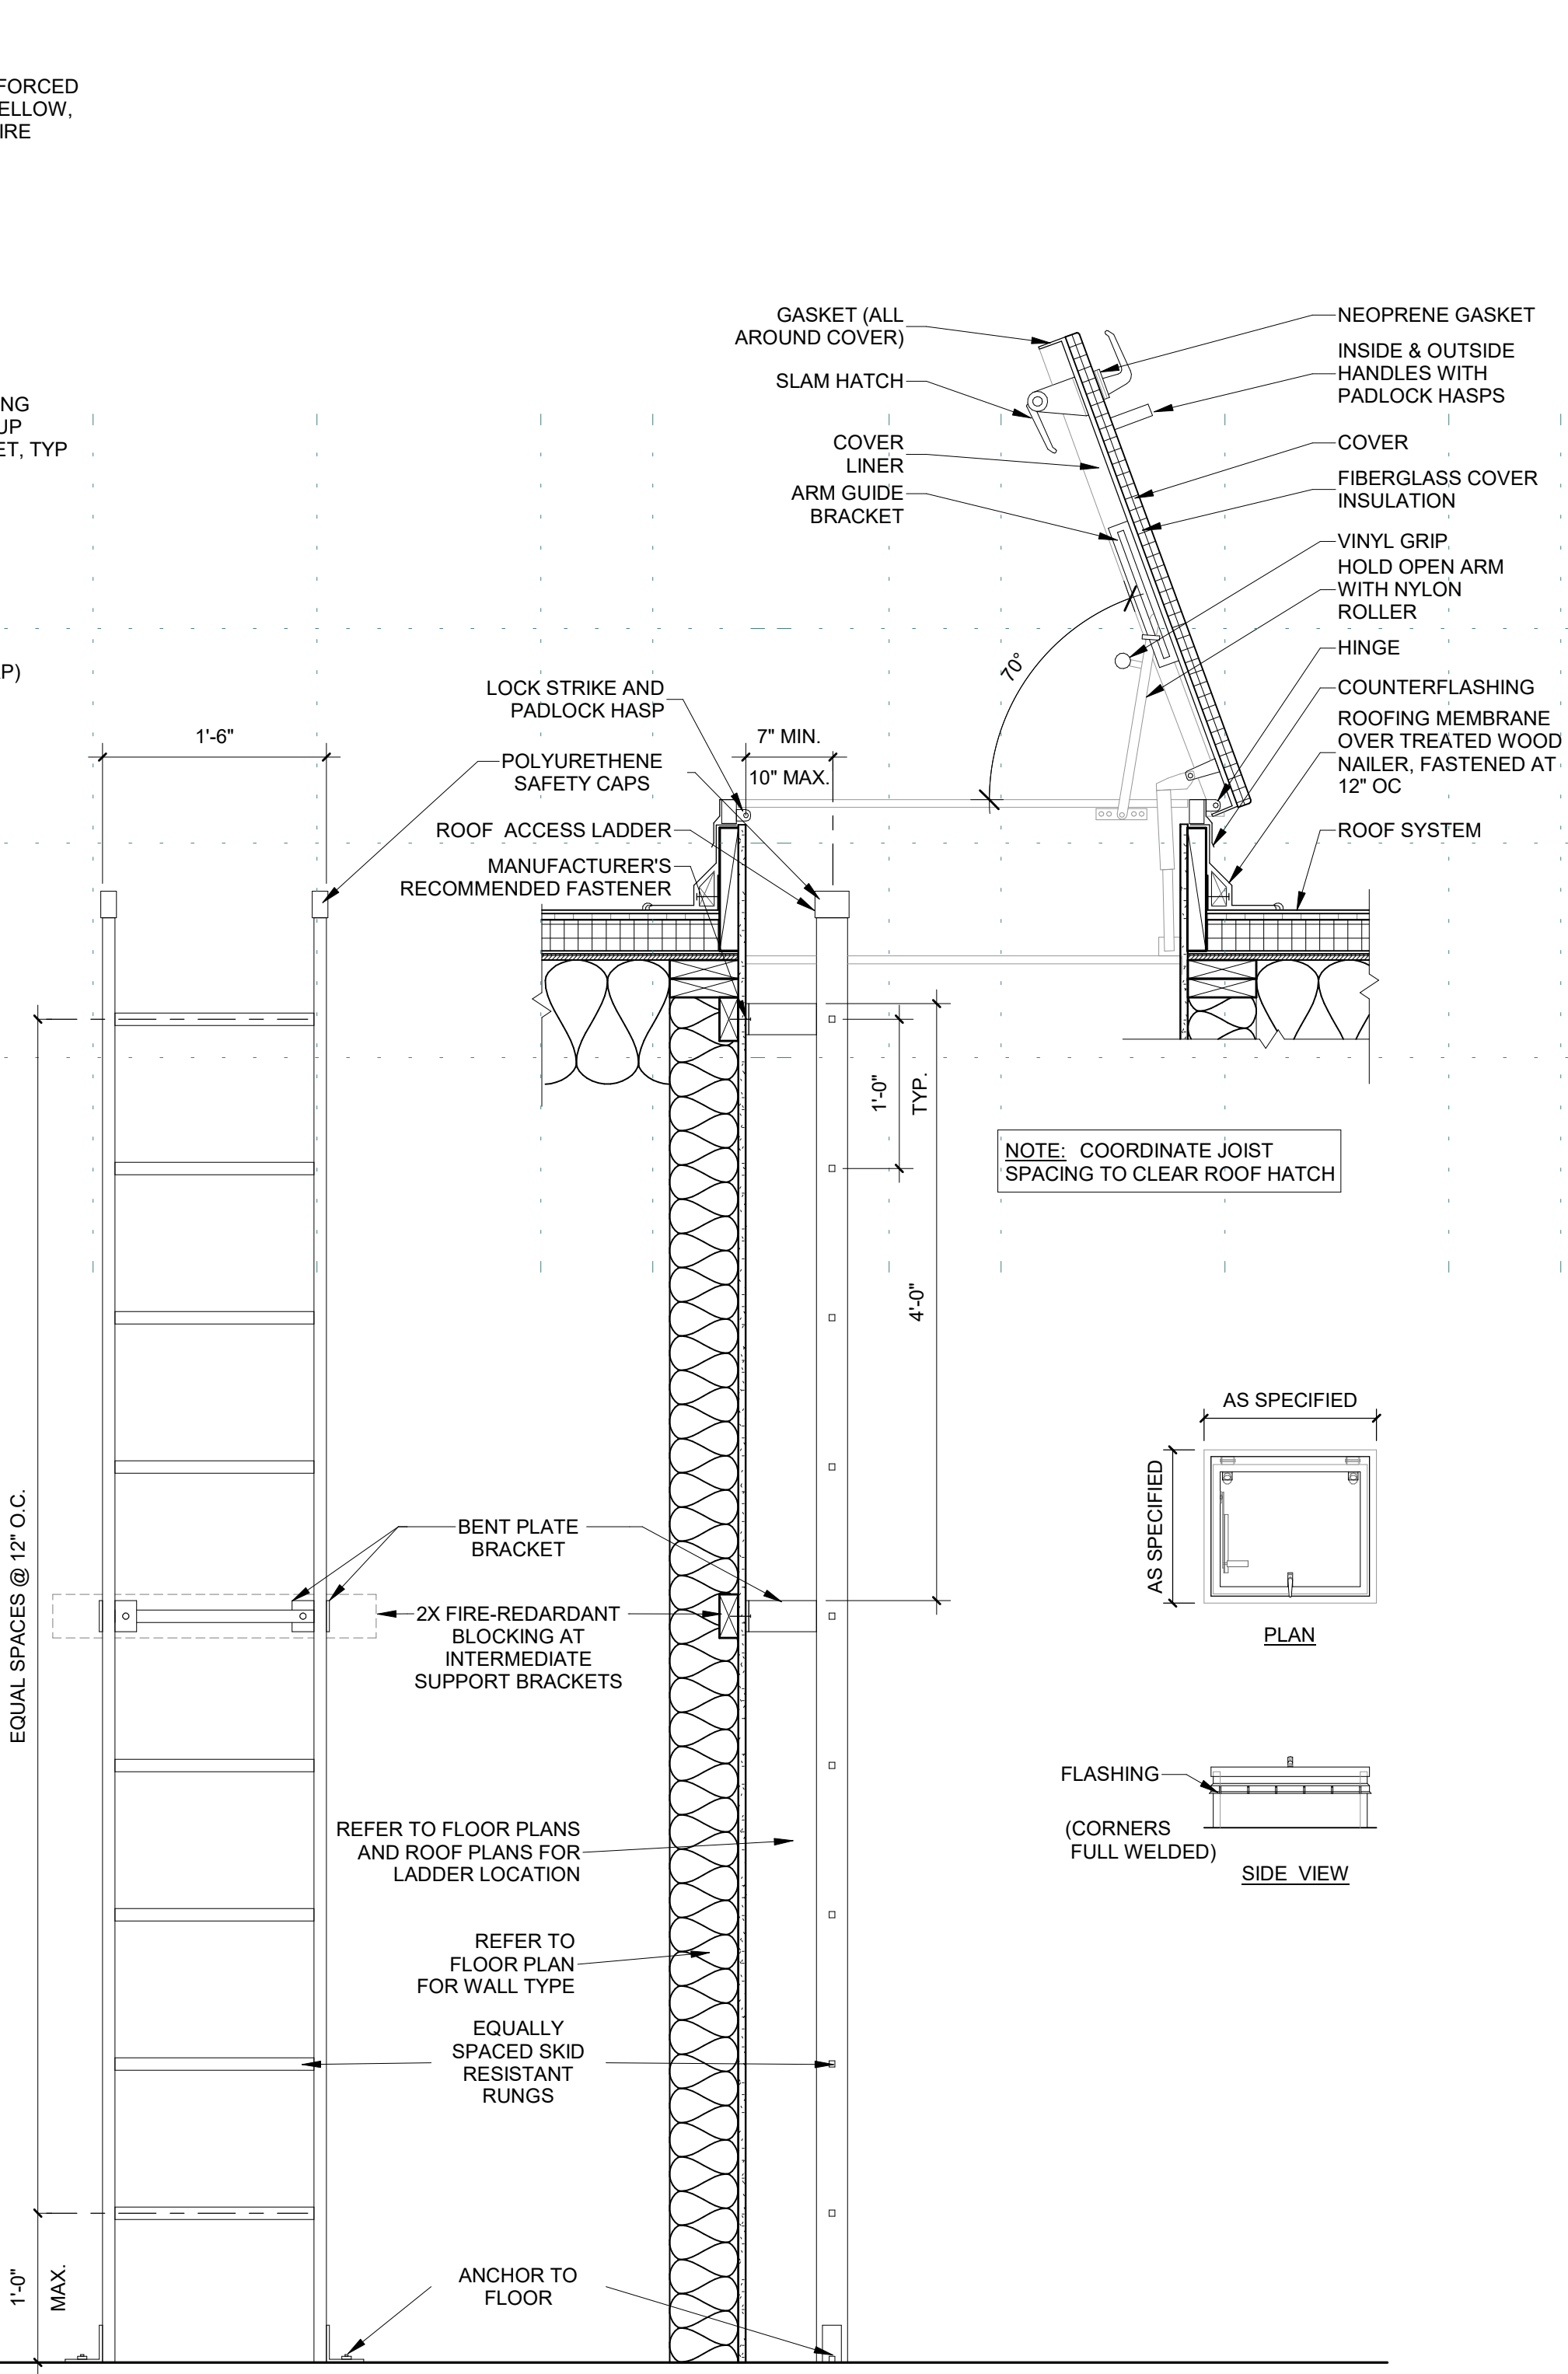 FORCED
ELLOW,
IRE
NG
UP
ET, TYP
P)
GASKET (ALL
AROUND COVER)
SLAM HATCH
COVER
LINER
ARM GUIDE
BRACKET
NEOPRENE GASKET
INSIDE & OUTSIDE
HANDLES WITH
PADLOCK HASPS
COVER
FIBERGLASS COVER
INSULATION
VINYL GRIP
HOLD OPEN ARM
WITH NYLON
ROLLER
HINGE
COUNTERFLASHING
ROOFING MEMBRANE
OVER TREATED WOOD
NAILER, FASTENED AT
12" OC
ROOF SYSTEM
70°
LOCK STRIKE AND
PADLOCK HASP
1'-6"
7" MIN.
10" MAX.
POLYURETHENE
SAFETY CAPS
ROOF ACCESS LADDER
MANUFACTURER'S
RECOMMENDED FASTENER
1'-0"
TYP.
4'-0"
NOTE: COORDINATE JOIST
SPACING TO CLEAR ROOF HATCH
AS SPECIFIED
AS SPECIFIED
PLAN
EQUAL SPACES @ 12" O.C.
BENT PLATE
BRACKET
2X FIRE-REDARDANT
BLOCKING AT
INTERMEDIATE
SUPPORT BRACKETS
FLASHING
(CORNERS
FULL WELDED)
SIDE VIEW
REFER TO FLOOR PLANS
AND ROOF PLANS FOR
LADDER LOCATION
REFER TO
FLOOR PLAN
FOR WALL TYPE
EQUALLY
SPACED SKID
RESISTANT
RUNGS
1'-0"
MAX.
ANCHOR TO
FLOOR